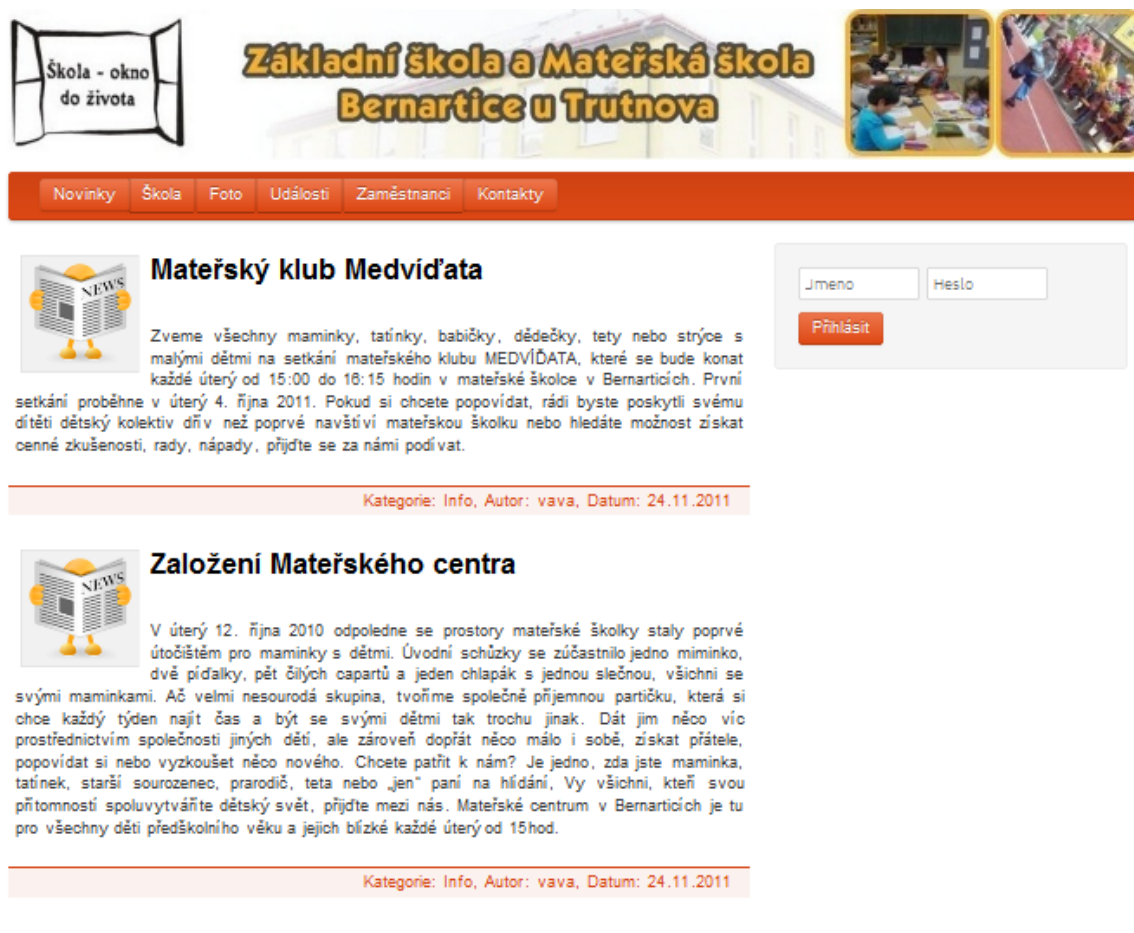 Škola - okno
do života
Základní škola a Mateřská škola
Bernartice u Trutnova
Novinky Škola Foto Události Zaměstnanci Kontakty
Jmeno Heslo
Přihlásit
NEWS
Mateřský klub Medvíďata
Zveme všechny maminky, tatínky, babičky, dědečky, tety nebo strýce s
malými dětmi na setkání mateřského klubu MEDVÍĎATA, které se bude konat
každé úterý od 15:00 do 16:15 hodin v mateřské školce v Bernarticích. První
setkání proběhne v úterý 4. října 2011. Pokud si chcete popovídat, rádi byste poskytli svému
dítěti dětský kolektiv dřív než poprvé navštíví mateřskou školku nebo hledáte možnost získat
cenné zkušenosti, rady, nápady, přijďte se za námi podívat.
Kategorie: Info, Autor: vava, Datum: 24.11.2011
NEWS
Založení Mateřského centra
V úterý 12. října 2010 odpoledne se prostory mateřské školky staly poprvé
útočištěm pro maminky s dětmi. Úvodní schůzky se zúčastnilo jedno miminko,
dvě píďalky, pět čilých capartů a jeden chlapák s jednou slečnou, všichni se
svými maminkami. Ač velmi nesourodá skupina, tvoříme společně příjemnou partičku, která si
chce každý týden najít čas a být se svými dětmi tak trochu jinak. Dát jim něco víc
prostřednictvím společnosti jiných dětí, ale zároveň dopřát něco málo i sobě, získat přátele,
popovídat si nebo vyzkoušet něco nového. Chcete patřit k nám? Je jedno, zda jste maminka,
tatínek, starší sourozenec, prarodič, teta nebo „jen" paní na hlídání, Vy všichni, kteří svou
přítomností spoluvytváříte dětský svět, přijďte mezi nás. Mateřské centrum v Bernarticích je tu
pro všechny děti předškolního věku a jejich blízké každé úterý od 15hod.
Kategorie: Info, Autor: vava, Datum: 24.11.2011